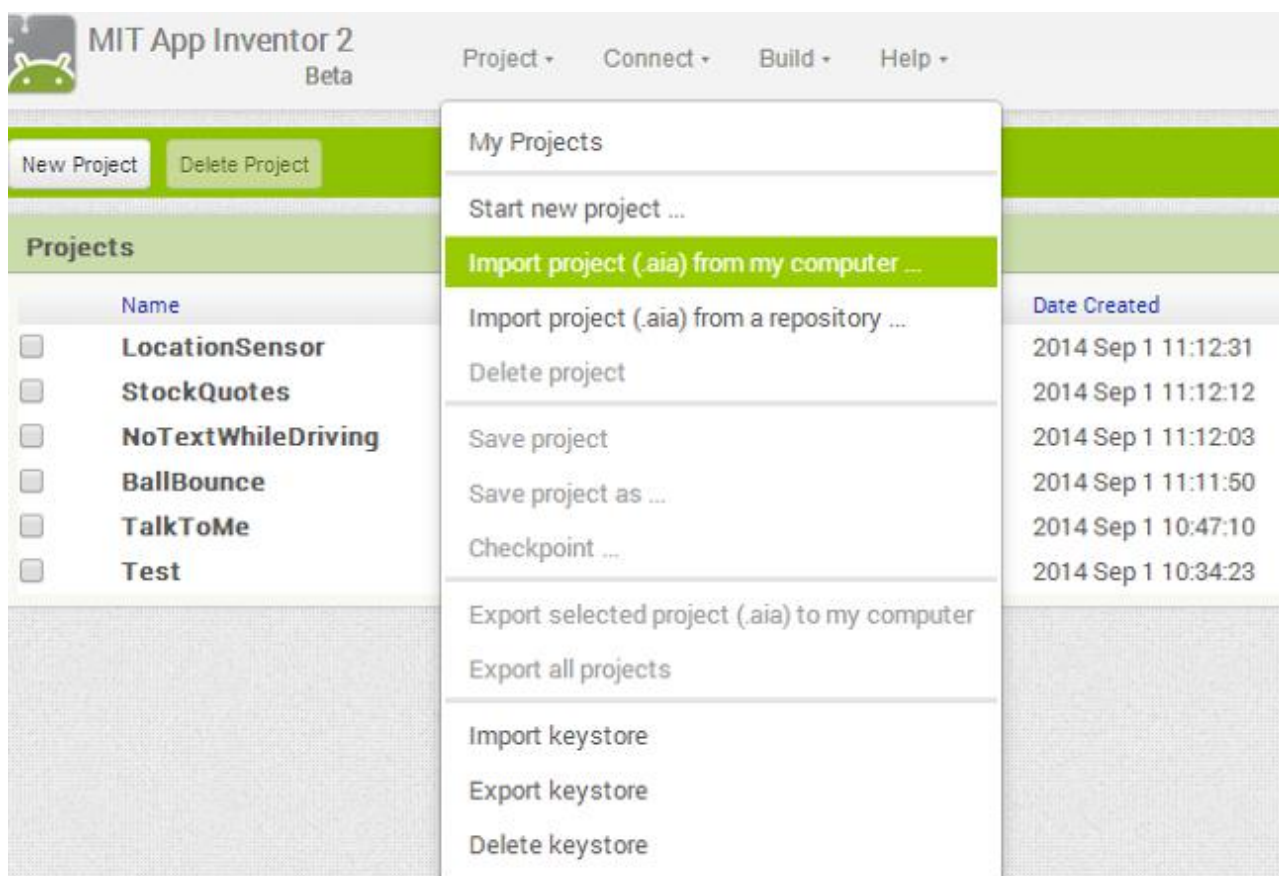 MIT App Inventor 2
Beta
Project Connect Build Help
New Project Delete Project
My Projects
Start new project ...
Import project (.aia) from my computer ...
Import project (.aia) from a repository ...
Delete project
Save project
Save project as ...
Checkpoint ...
Export selected project (.aia) to my computer
Export all projects
Import keystore
Export keystore
Delete keystore
Projects
Name Date Created
LocationSensor 2014 Sep 1 11:12:31
StockQuotes 2014 Sep 1 11:12:12
NoTextWhileDriving 2014 Sep 1 11:12:03
BallBounce 2014 Sep 1 11:11:50
TalkToMe 2014 Sep 1 10:47:10
Test 2014 Sep 1 10:34:23